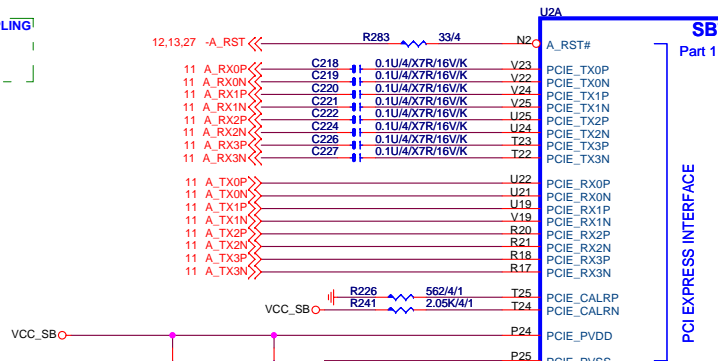 U2A
PLING
SB
12,13,27 -A_RST R283 33/4 N2 A_RST#
Part 1
11 A_RX0P C218 0.1U/4/X7R/16V/K V23 PCIE_TX0P
11 A_RX0N C219 0.1U/4/X7R/16V/K V22 PCIE_TX0N
11 A_RX1P C220 0.1U/4/X7R/16V/K V24 PCIE_TX1P
11 A_RX1N C221 0.1U/4/X7R/16V/K V25 PCIE_TX1N
11 A_RX2P C222 0.1U/4/X7R/16V/K U25 PCIE_TX2P
11 A_RX2N C224 0.1U/4/X7R/16V/K U24 PCIE_TX2N
11 A_RX3P C226 0.1U/4/X7R/16V/K T23 PCIE_TX3P
11 A_RX3N C227 0.1U/4/X7R/16V/K T22 PCIE_TX3N
11 A_TX0P U22 PCIE_RX0P
11 A_TX0N U21 PCIE_RX0N
11 A_TX1P U19 PCIE_RX1P
11 A_TX1N V19 PCIE_RX1N
11 A_TX2P R20 PCIE_RX2P
11 A_TX2N R21 PCIE_RX2N
11 A_TX3P R18 PCIE_RX3P
11 A_TX3N R17 PCIE_RX3N
PCI EXPRESS INTERFACE
R226 562/4/1 T25 PCIE_CALRP
VCC_SB R241 2.05K/4/1 T24 PCIE_CALRN
VCC_SB P24 PCIE_PVDD
P25 PCIE_PVSS